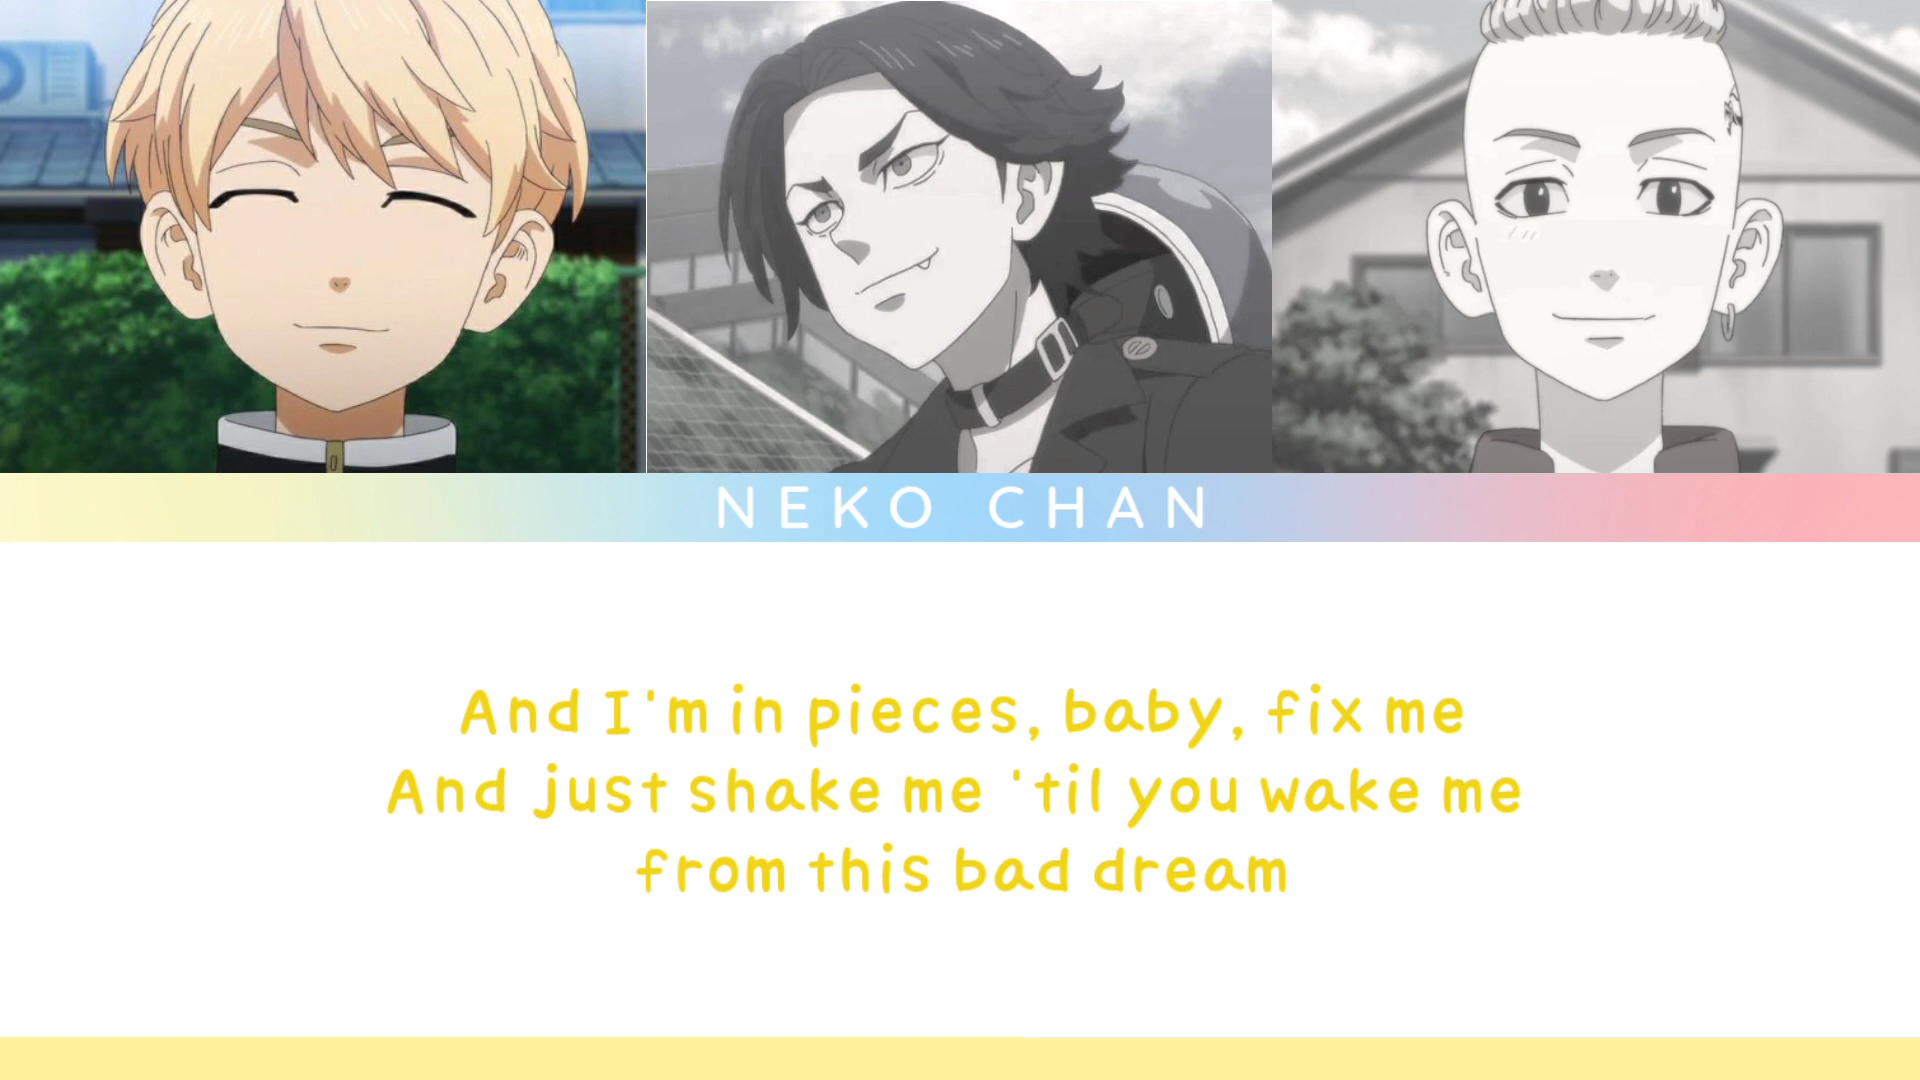 NEKO CHAN
And I'm in pieces, baby, fix me
And just shake me 'til you wake me
from this bad dream